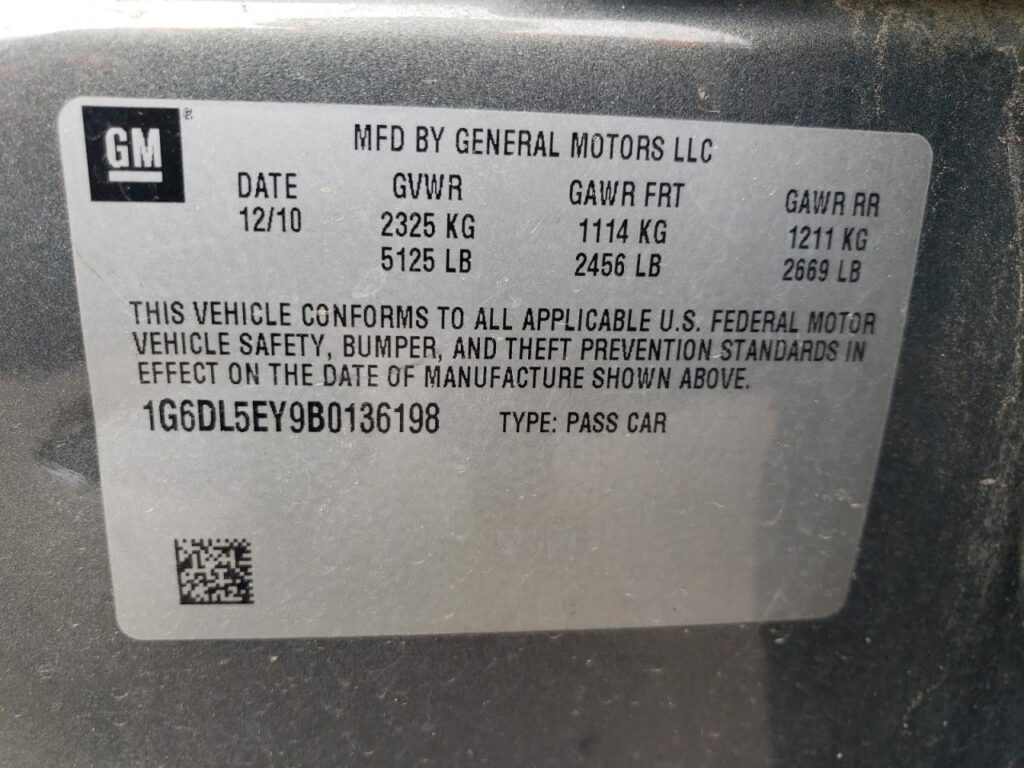 GM
MFD BY GENERAL MOTORS LLC
DATE GVWR GAWR FRT GAWR RR
12/10 2325 KG 1114 KG 1211 KG
5125 LB 2456 LB 2669 LB
THIS VEHICLE CONFORMS TO ALL APPLICABLE U.S. FEDERAL MOTOR
VEHICLE SAFETY, BUMPER, AND THEFT PREVENTION STANDARDS IN
EFFECT ON THE DATE OF MANUFACTURE SHOWN ABOVE.
1G6DL5EY9B0136198 TYPE: PASS CAR